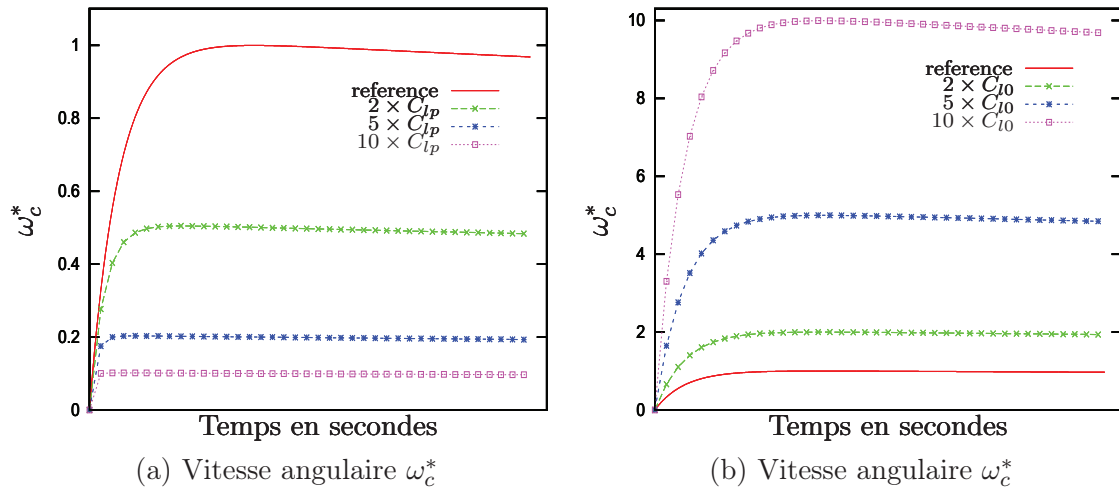 1
0.8
0.6
0.4
0.2
0
ω*c
reference
2 × Clp
5 × Clp
10 × Clp
Temps en secondes
(a) Vitesse angulaire ω*c
10
8
6
4
2
0
ω*c
reference
2 × Cl0
5 × Cl0
10 × Cl0
Temps en secondes
(b) Vitesse angulaire ω*c